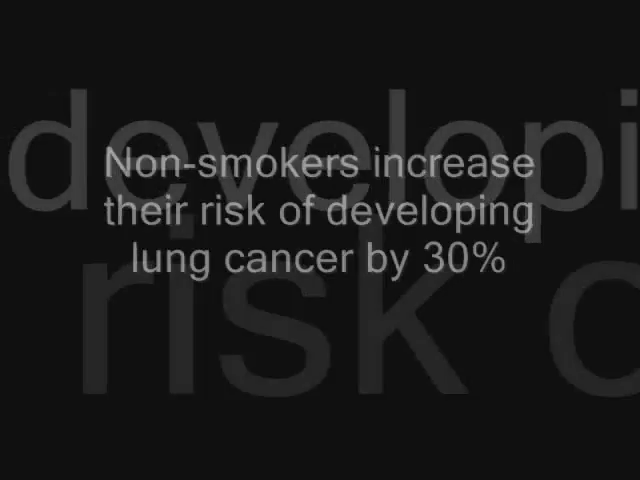 Non-smokers increase
their risk of developing
lung cancer by 30%
developi
risk o